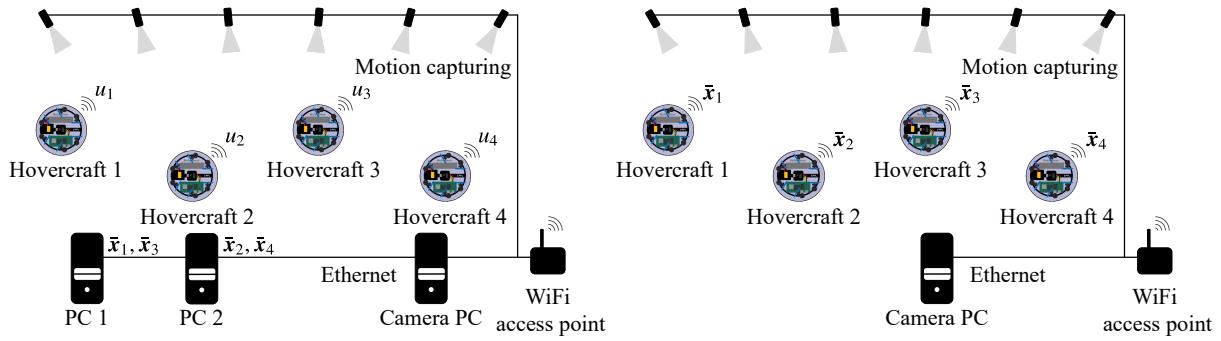 Motion capturing
u₁
u₃
Hovercraft 1
u₂
Hovercraft 3
u₄
Hovercraft 2
Hovercraft 4
x̄₁, x̄₃
x̄₂, x̄₄
Ethernet
PC 1
PC 2
Camera PC
WiFi
access point
Motion capturing
x̄₁
x̄₃
Hovercraft 1
x̄₂
Hovercraft 3
x̄₄
Hovercraft 2
Hovercraft 4
Ethernet
Camera PC
WiFi
access point